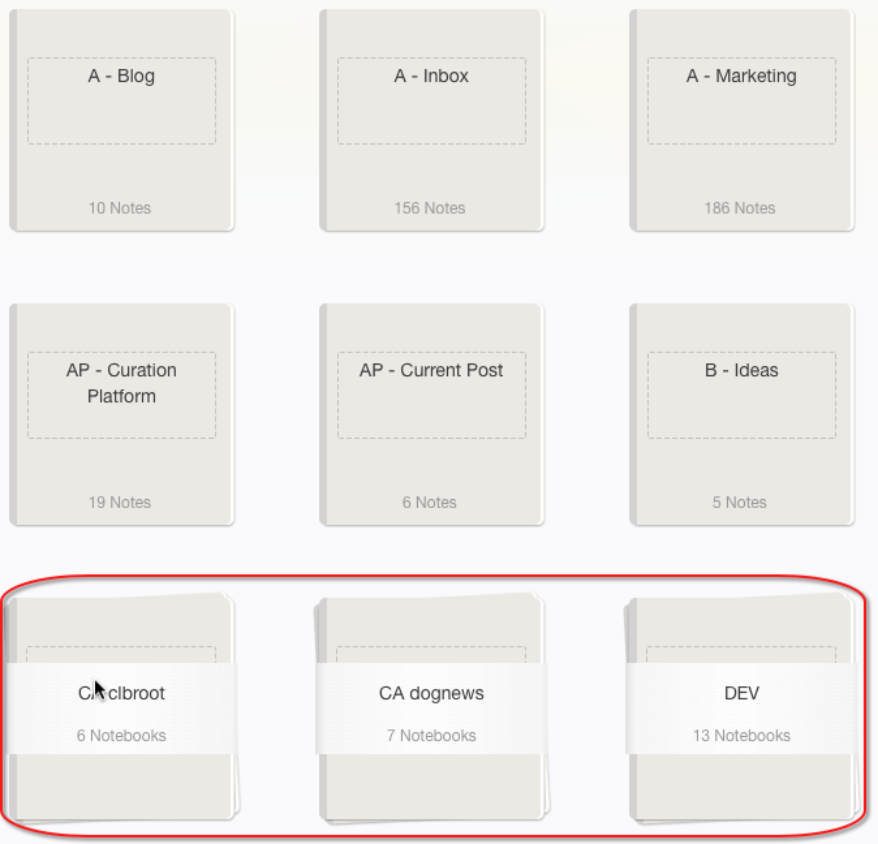 A - Blog
A - Inbox
A - Marketing
10 Notes
156 Notes
186 Notes
AP - Curation
Platform
AP - Current Post
B - Ideas
19 Notes
6 Notes
5 Notes
clbroot
CA dognews
DEV
6 Notebooks
7 Notebooks
13 Notebooks